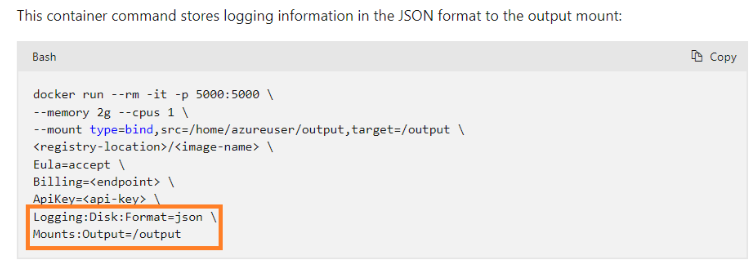 This container command stores logging information in the JSON format to the output mount:
Bash
Copy
docker run --rm -it -p 5000:5000 \
--memory 2g --cpus 1 \
--mount type=bind,src=/home/azureuser/output,target=/output \
<registry-location>/<image-name> \
Eula=accept \
Billing=<endpoint> \
ApiKey=<api-key> \
Logging:Disk:Format=json \
Mounts:Output=/output